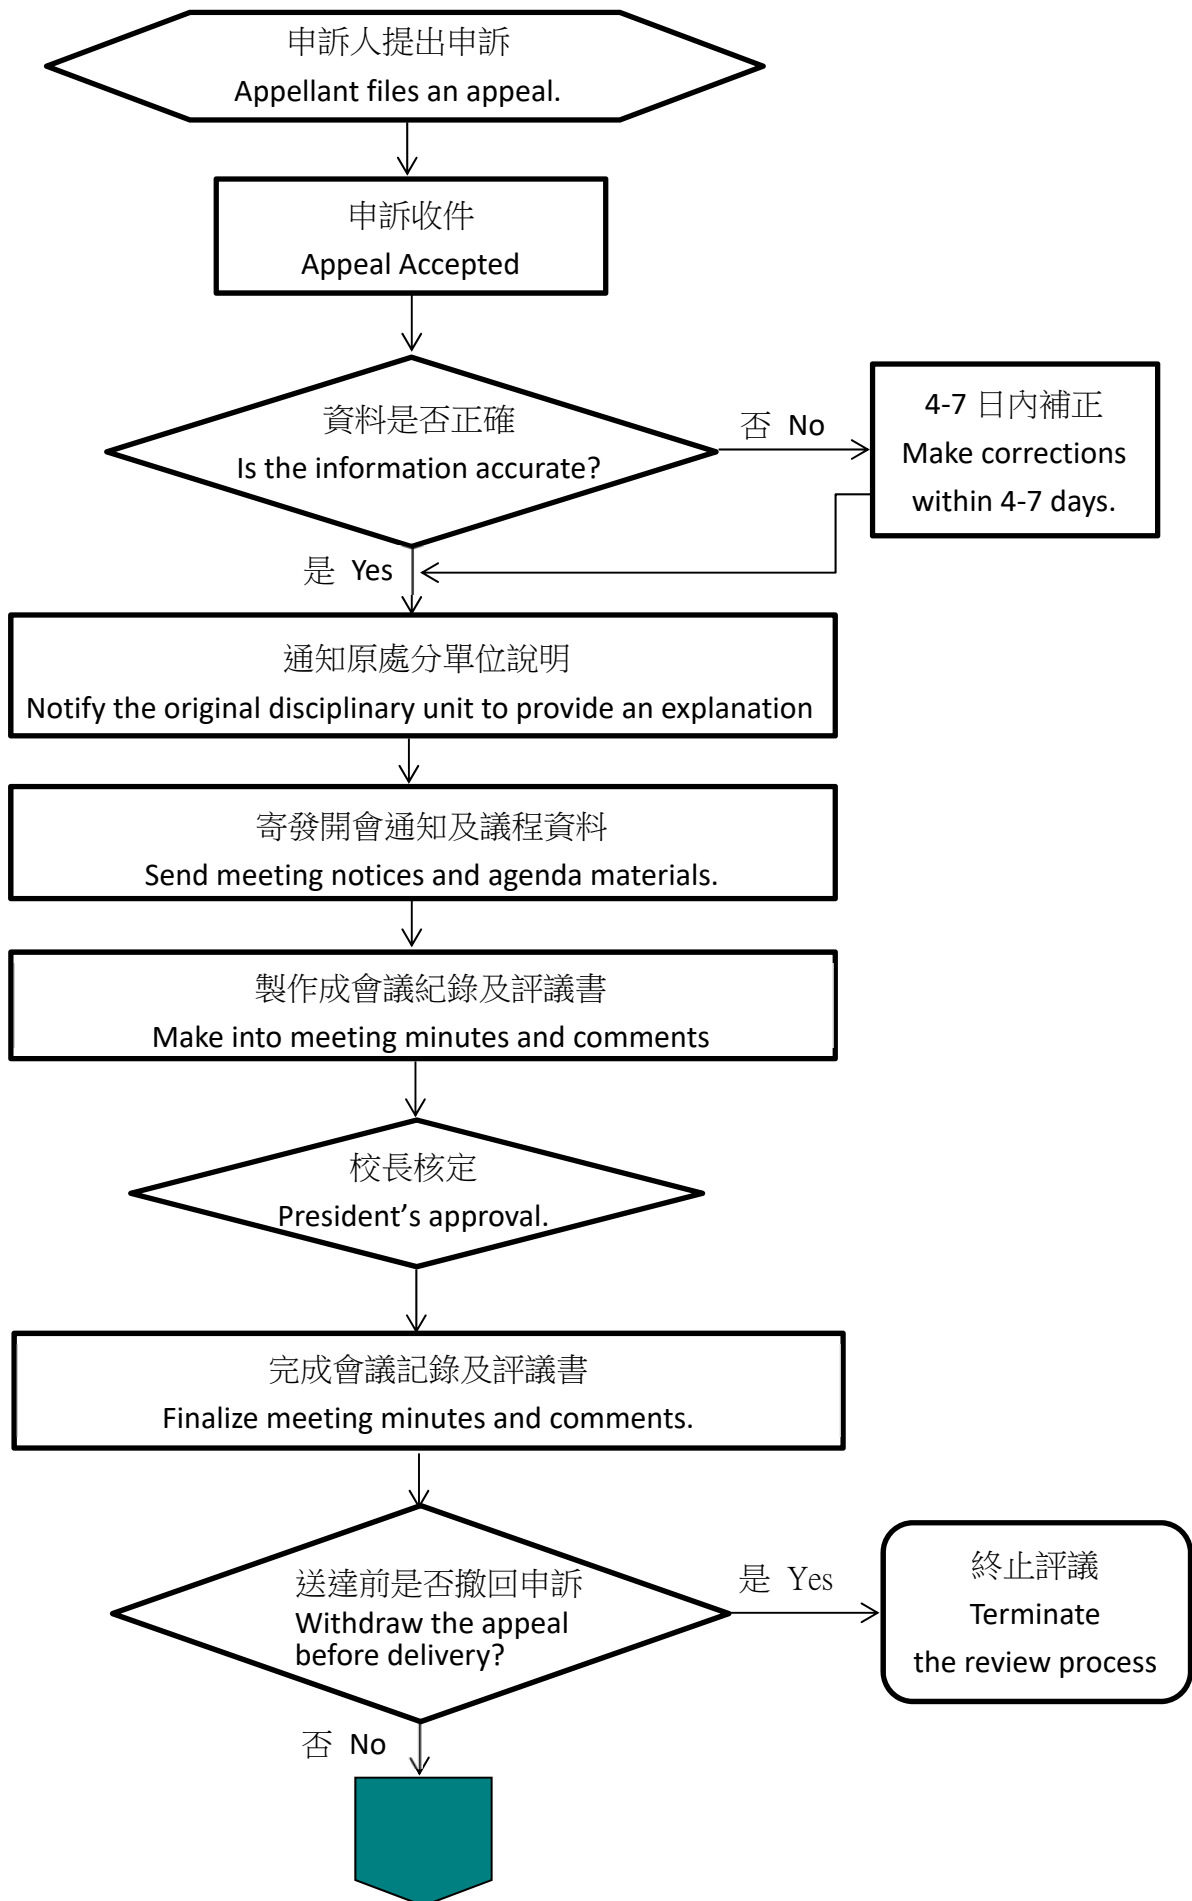 申訴人提出申訴
Appellant files an appeal.
申訴收件
Appeal Accepted
資料是否正確
Is the information accurate?
否 No
4-7 日內補正
Make corrections
within 4-7 days.
是 Yes
通知原處分單位說明
Notify the original disciplinary unit to provide an explanation
寄發開會通知及議程資料
Send meeting notices and agenda materials.
製作成會議紀錄及評議書
Make into meeting minutes and comments
校長核定
President’s approval.
完成會議記錄及評議書
Finalize meeting minutes and comments.
送達前是否撤回申訴
Withdraw the appeal
before delivery?
是 Yes
終止評議
Terminate
the review process
否 No